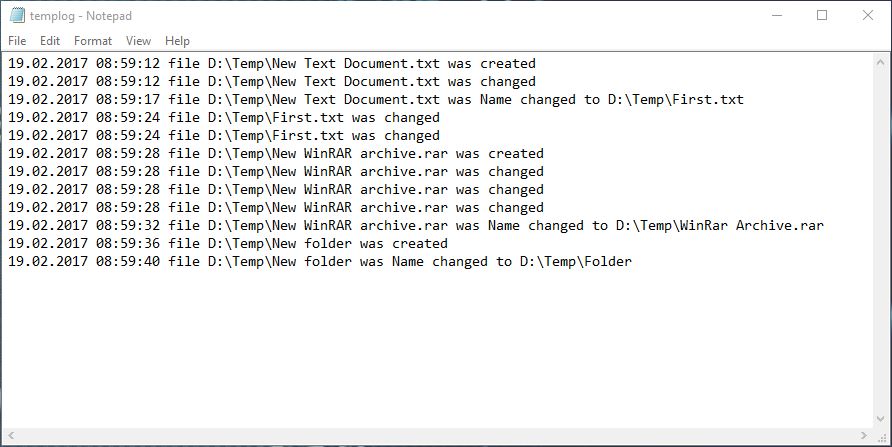 templog - Notepad
File Edit Format View Help
19.02.2017 08:59:12 file D:\Temp\New Text Document.txt was created
19.02.2017 08:59:12 file D:\Temp\New Text Document.txt was changed
19.02.2017 08:59:17 file D:\Temp\New Text Document.txt was Name changed to D:\Temp\First.txt
19.02.2017 08:59:24 file D:\Temp\First.txt was changed
19.02.2017 08:59:24 file D:\Temp\First.txt was changed
19.02.2017 08:59:28 file D:\Temp\New WinRAR archive.rar was created
19.02.2017 08:59:28 file D:\Temp\New WinRAR archive.rar was changed
19.02.2017 08:59:28 file D:\Temp\New WinRAR archive.rar was changed
19.02.2017 08:59:28 file D:\Temp\New WinRAR archive.rar was changed
19.02.2017 08:59:32 file D:\Temp\New WinRAR archive.rar was Name changed to D:\Temp\WinRar Archive.rar
19.02.2017 08:59:36 file D:\Temp\New folder was created
19.02.2017 08:59:40 file D:\Temp\New folder was Name changed to D:\Temp\Folder